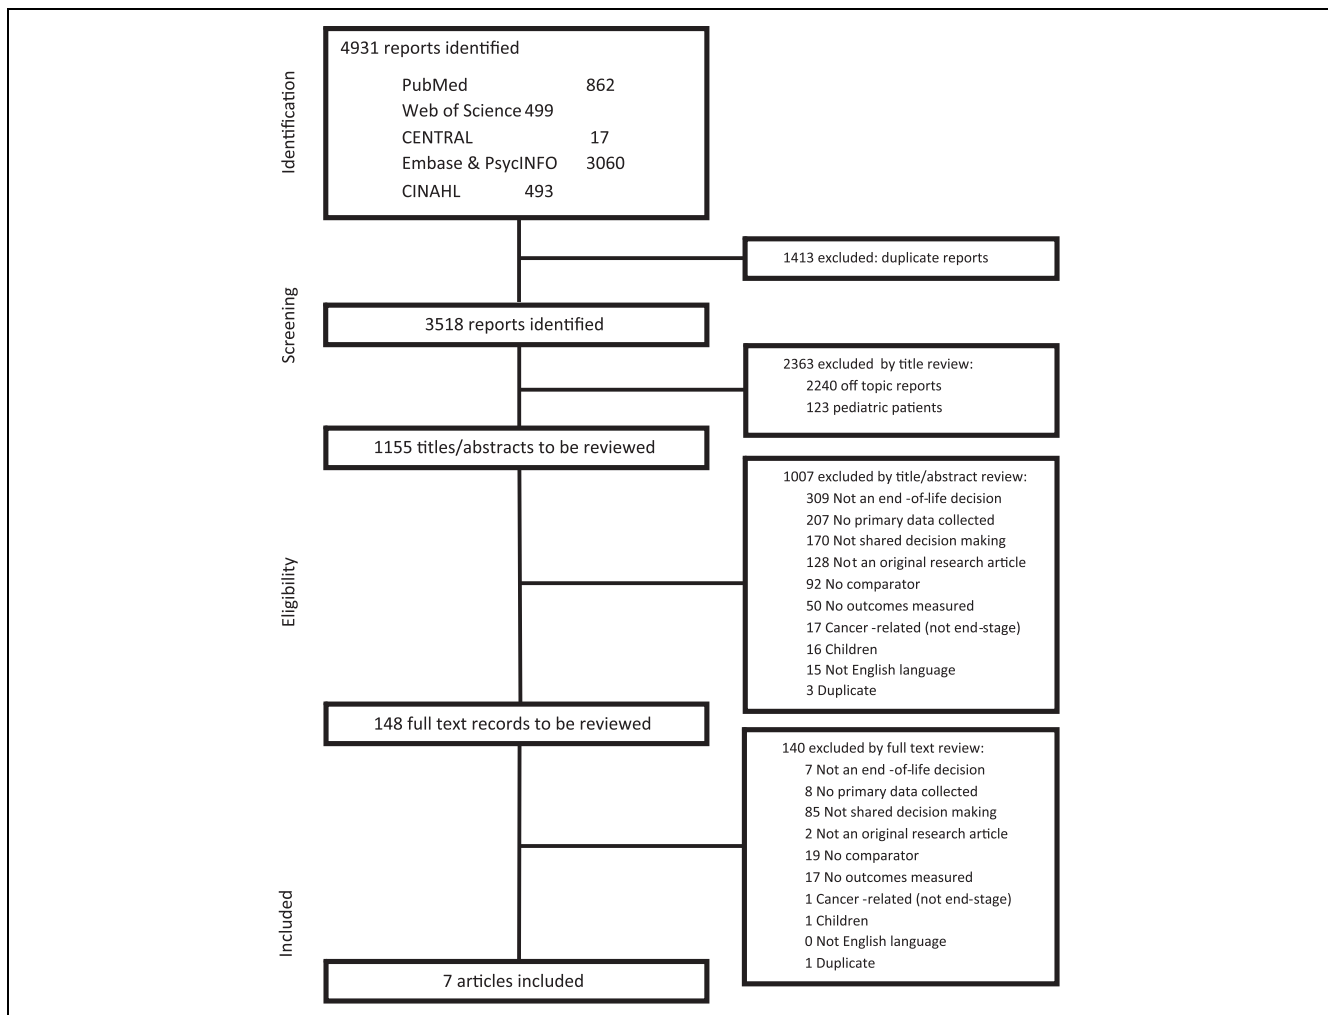 Identification
4931 reports identified
PubMed 862
Web of Science 499
CENTRAL 17
Embase & PsycINFO 3060
CINAHL 493
1413 excluded: duplicate reports
Screening
3518 reports identified
2363 excluded by title review:
2240 off topic reports
123 pediatric patients
1155 titles/abstracts to be reviewed
Eligibility
1007 excluded by title/abstract review:
309 Not an end -of-life decision
207 No primary data collected
170 Not shared decision making
128 Not an original research article
92 No comparator
50 No outcomes measured
17 Cancer -related (not end-stage)
16 Children
15 Not English language
3 Duplicate
148 full text records to be reviewed
140 excluded by full text review:
7 Not an end -of-life decision
8 No primary data collected
85 Not shared decision making
2 Not an original research article
19 No comparator
17 No outcomes measured
1 Cancer -related (not end-stage)
1 Children
0 Not English language
1 Duplicate
Included
7 articles included